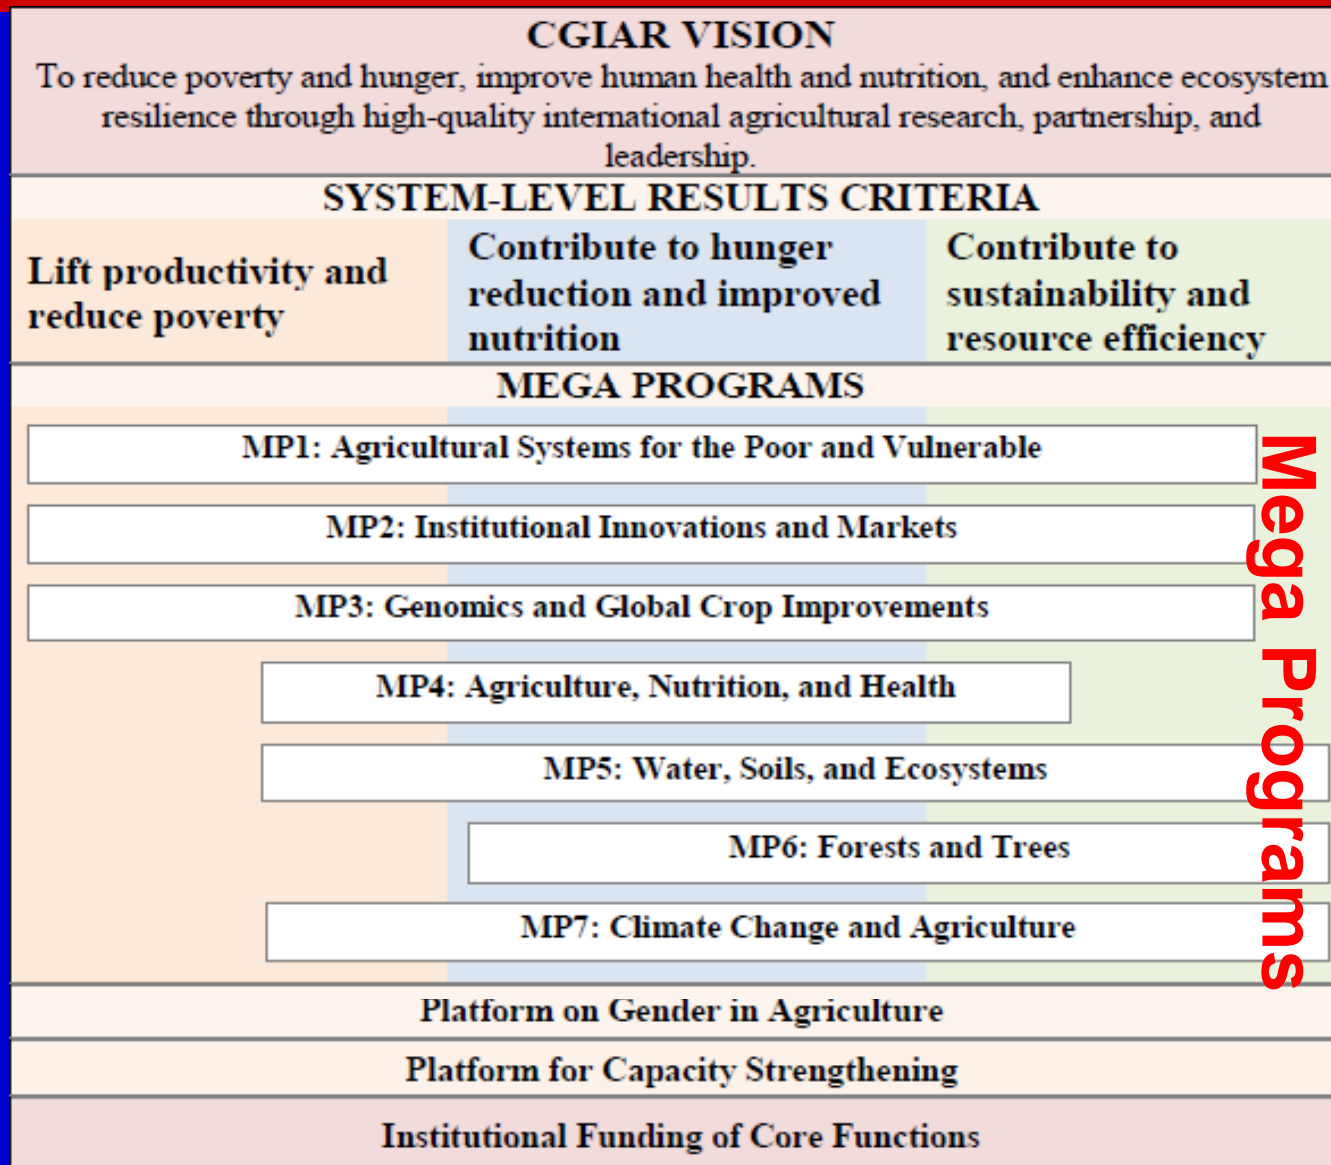 CGIAR VISION
To reduce poverty and hunger, improve human health and nutrition, and enhance ecosystem
resilience through high-quality international agricultural research, partnership, and
leadership.
SYSTEM-LEVEL RESULTS CRITERIA
Lift productivity and
reduce poverty
Contribute to hunger
reduction and improved
nutrition
Contribute to
sustainability and
resource efficiency
MEGA PROGRAMS
MP1: Agricultural Systems for the Poor and Vulnerable
MP2: Institutional Innovations and Markets
MP3: Genomics and Global Crop Improvements
MP4: Agriculture, Nutrition, and Health
MP5: Water, Soils, and Ecosystems
MP6: Forests and Trees
MP7: Climate Change and Agriculture
Mega Programs
Platform on Gender in Agriculture
Platform for Capacity Strengthening
Institutional Funding of Core Functions